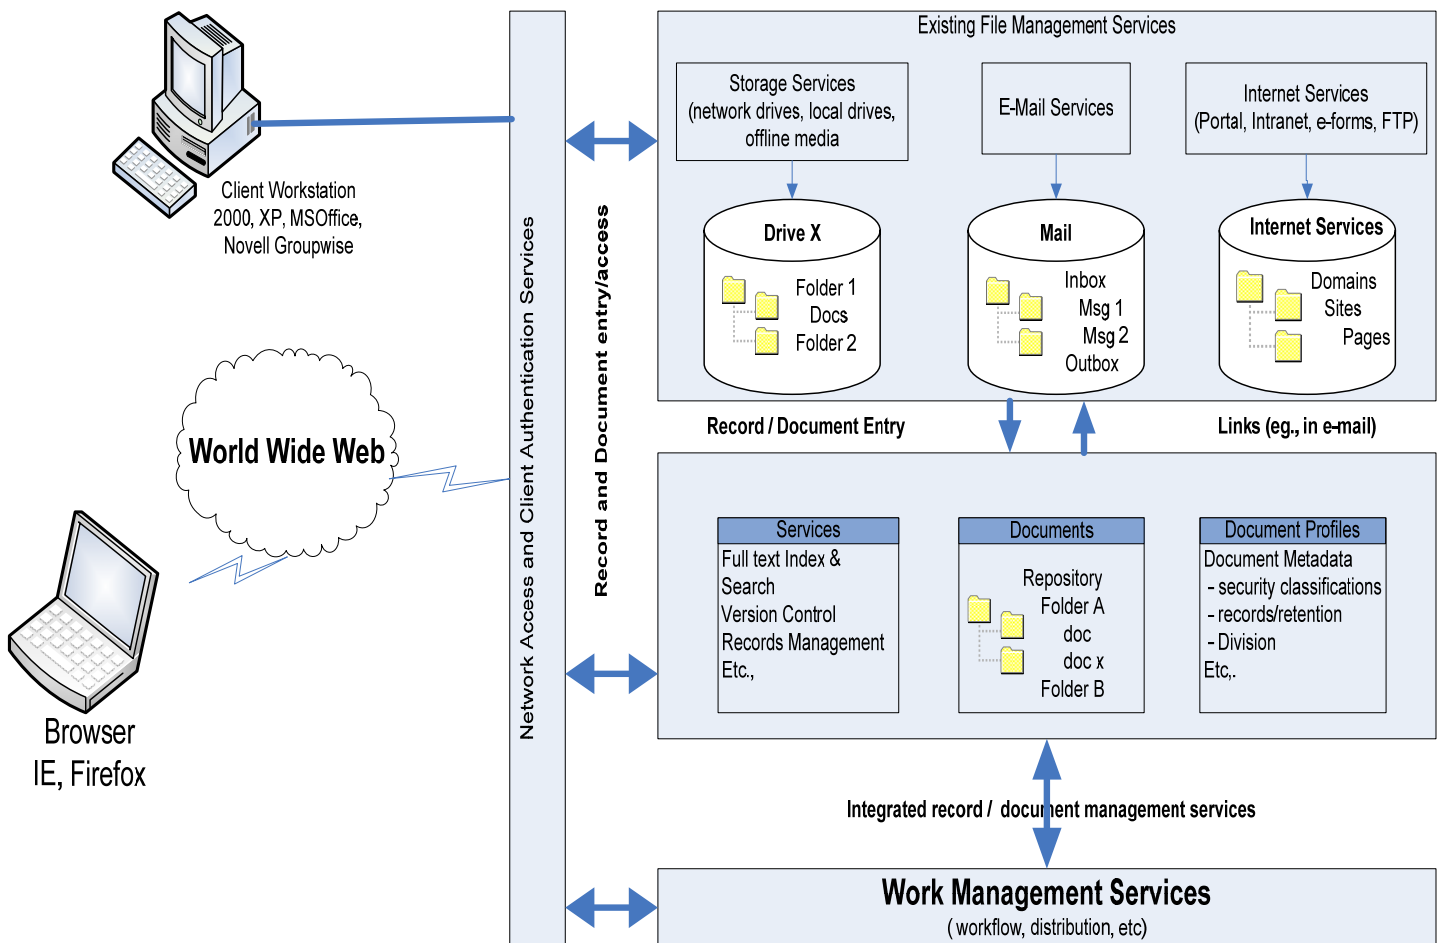 Existing File Management Services
Storage Services
(network drives, local drives,
offline media
E-Mail Services
Internet Services
(Portal, Intranet, e-forms, FTP)
Client Workstation
2000, XP, MSOffice,
Novell Groupwise
Network Access and Client Authentication Services
Record and Document entry/access
Drive X
Folder 1
Docs
Folder 2
Mail
Inbox
Msg 1
Msg 2
Outbox
Internet Services
Domains
Sites
Pages
World Wide Web
Record / Document Entry
Links (eg., in e-mail)
Services
Full text Index &
Search
Version Control
Records Management
Etc.,
Documents
Repository
Folder A
doc
doc x
Folder B
Document Profiles
Document Metadata
- security classifications
- records/retention
- Division
Etc,.
Browser
IE, Firefox
Integrated record / document management services
Work Management Services
( workflow, distribution, etc)